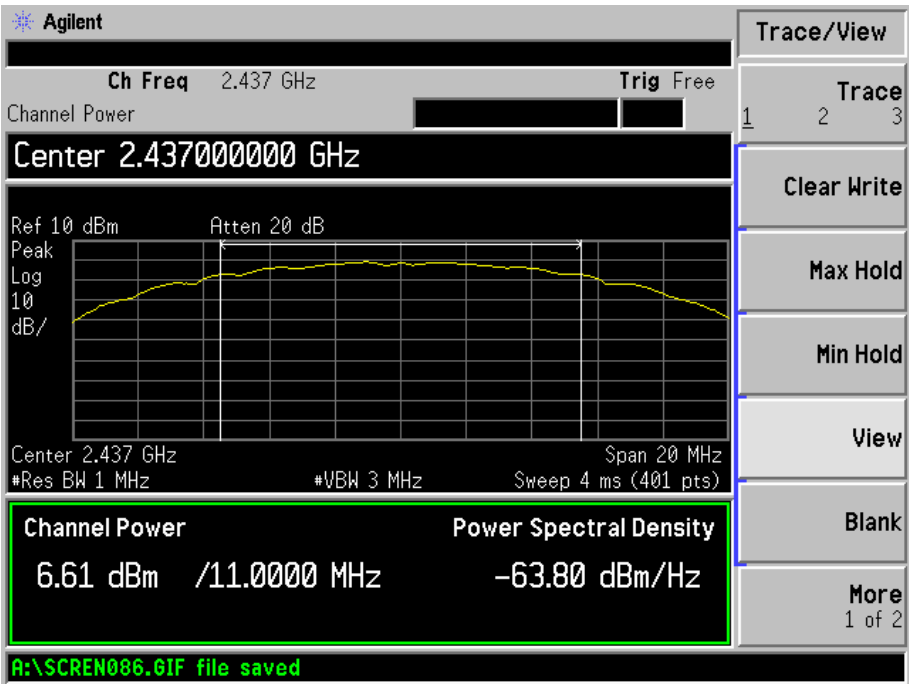 Agilent
Trace/View
Ch Freq 2.437 GHz Trig Free
Channel Power
Trace
1 2 3
Center 2.437000000 GHz
Clear Write
Ref 10 dBm Atten 20 dB
Peak
Log
10
dB/
Max Hold
Min Hold
View
Center 2.437 GHz Span 20 MHz
#Res BW 1 MHz #VBW 3 MHz Sweep 4 ms (401 pts)
Blank
Channel Power Power Spectral Density
6.61 dBm /11.0000 MHz -63.80 dBm/Hz
More
1 of 2
A:\SCREN086.GIF file saved